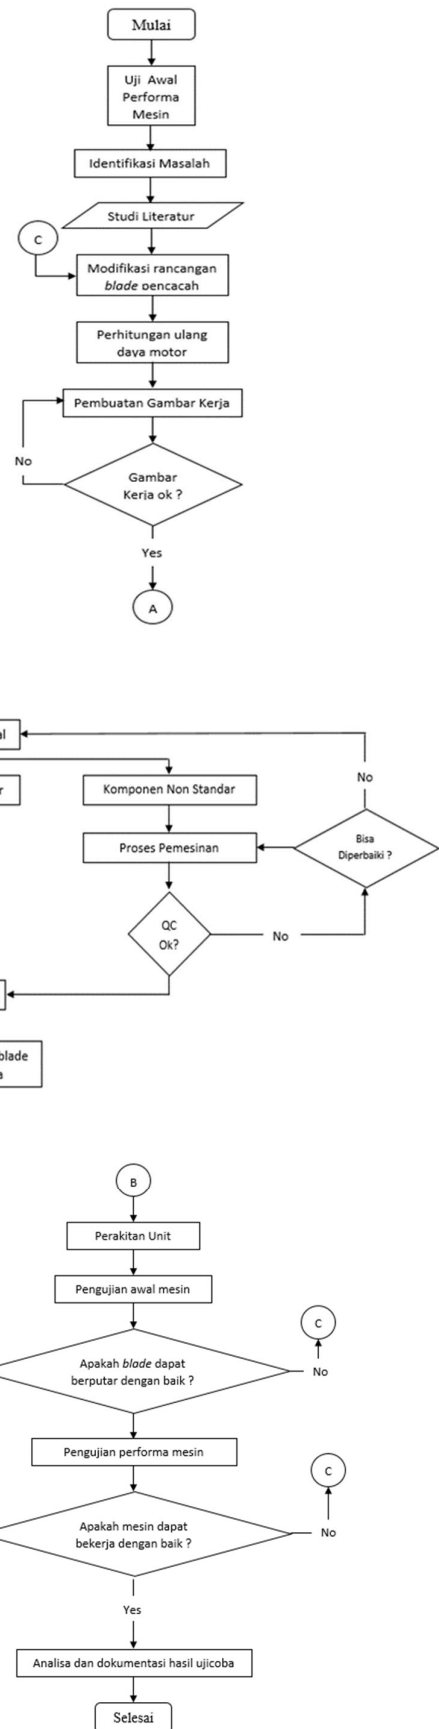 Mulai
Uji Awal
Performa
Mesin
Identifikasi Masalah
Studi Literatur
C
Modifikasi rancangan
blade pencacah
Perhitungan ulang
daya motor
Pembuatan Gambar Kerja
No
Gambar
Kerja ok ?
Yes
A
al
No
r
Komponen Non Standar
Bisa
Diperbaiki ?
Proses Pemesinan
QC
Ok?
No
blade
a
B
Perakitan Unit
Pengujian awal mesin
C
Apakah blade dapat
berputar dengan baik ?
No
Pengujian performa mesin
C
Apakah mesin dapat
bekerja dengan baik ?
No
Yes
Analisa dan dokumentasi hasil ujicoba
Selesai